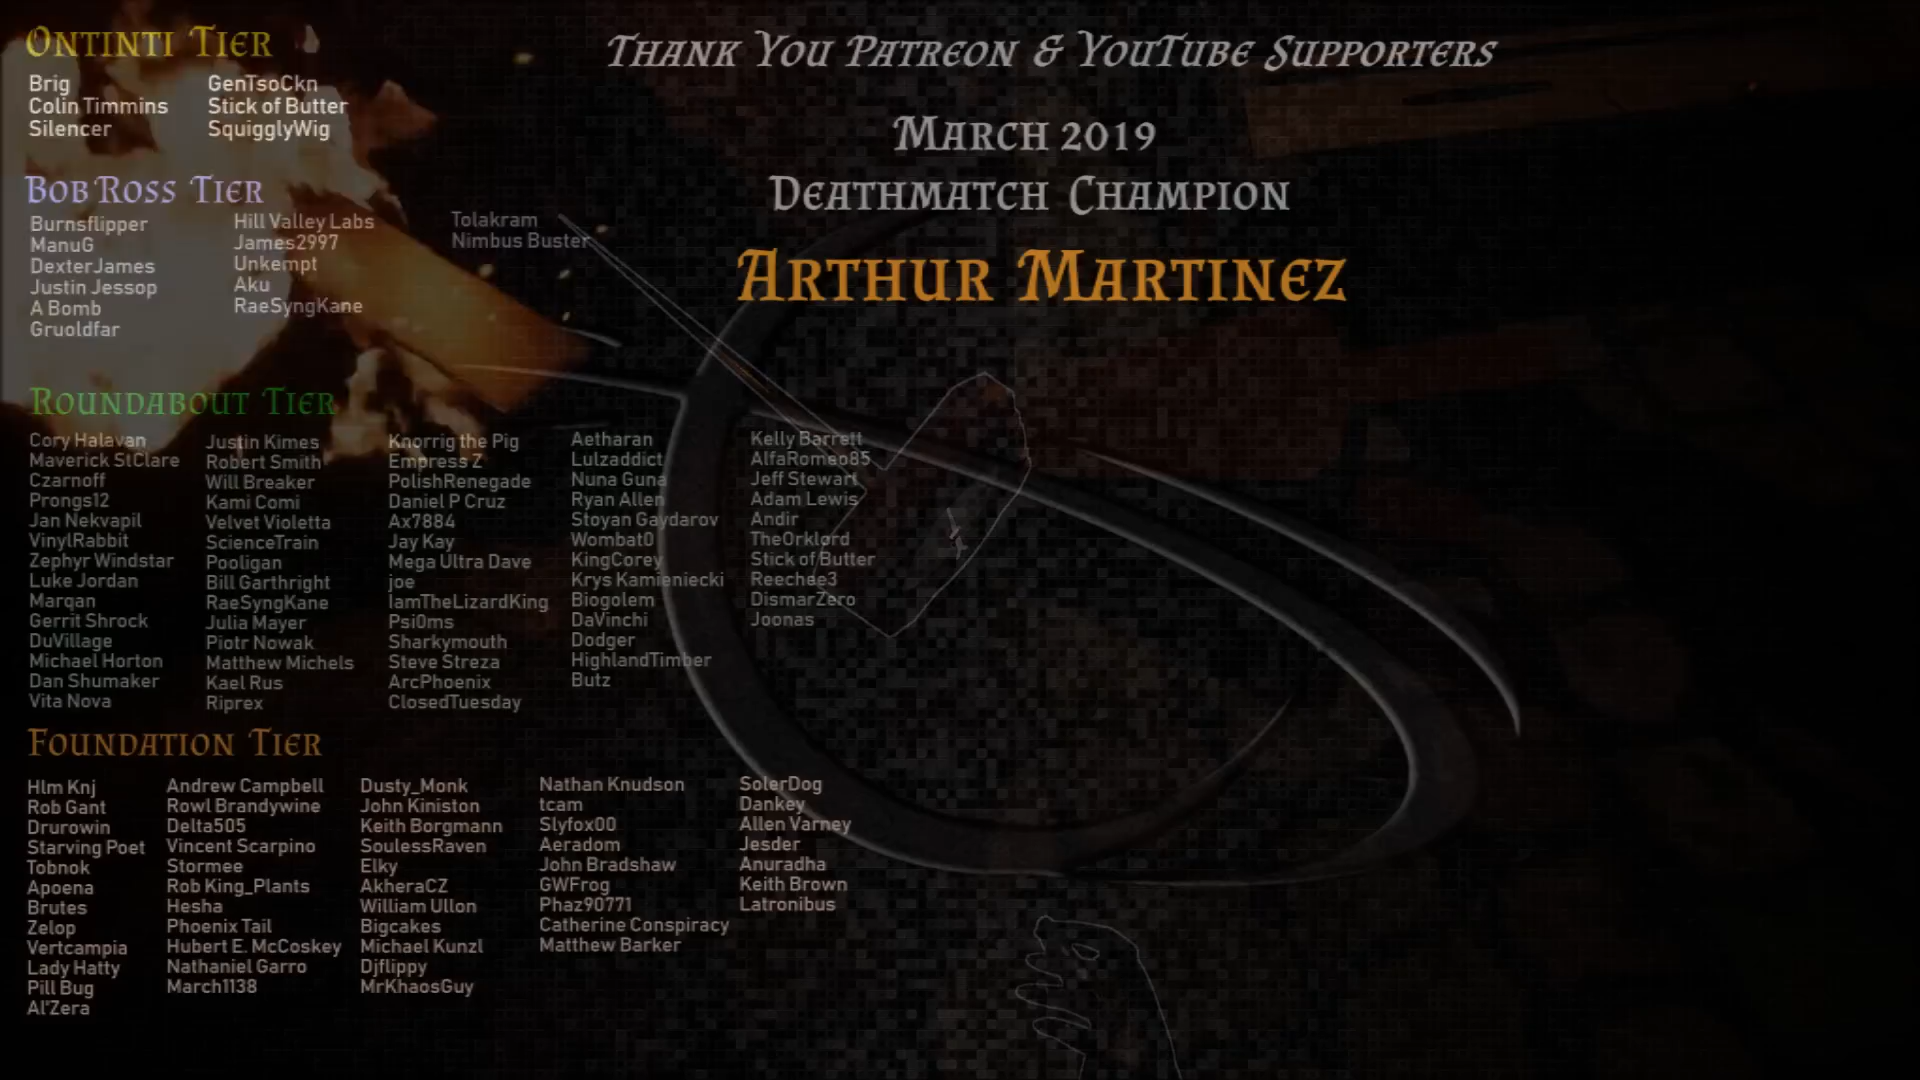 Ontinti Tier
Brig
Colin Timmins
Silencer
GenTsoCkn
Stick of Butter
SquigglyWig
Bob Ross Tier
Burnsflipper
ManuG
DexterJames
Justin Jessop
A Bomb
Gruoldfar
Hill Valley Labs
James2997
Unkempt
Aku
RaeSyngKane
Tolakram
Nimbus Buster
Thank You Patreon & YouTube Supporters
March 2019
Deathmatch Champion
Arthur Martinez
Roundabout Tier
Cory Halavan
Maverick StClare
Czarnoff
Prongs12
Jan Nekvapil
VinylRabbit
Zephyr Windstar
Luke Jordan
Marqan
Gerrit Shrock
DuVillage
Michael Horton
Dan Shumaker
Vita Nova
Justin Kimes
Robert Smith
Will Breaker
Kami Comi
Velvet Violetta
ScienceTrain
Pooligan
Bill Garthright
RaeSyngKane
Julia Mayer
Piotr Nowak
Matthew Michels
Kael Rus
Riprex
Knorrig the Pig
Empress Z
PolishRenegade
Daniel P Cruz
Ax7884
Jay Kay
Mega Ultra Dave
joe
IamTheLizardKing
Psi0ms
Sharkymouth
Steve Streza
ArcPhoenix
ClosedTuesday
Aetharan
Lulzaddict
Nuna Guna
Ryan Allen
Stoyan Gaydarov
Wombat0
KingCorey
Krys Kamieniecki
Biogolem
DaVinchi
Dodger
HighlandTimber
Butz
Kelly Barrett
AlfaRomeo85
Jeff Stewart
Adam Lewis
Andir
TheOrklord
Stick of Butter
Reechee3
DismarZero
Joonas
Foundation Tier
Hlm Knj
Rob Gant
Drurowin
Starving Poet
Tobnok
Apoena
Brutes
Zelop
Vertcampia
Lady Hatty
Pill Bug
Al'Zera
Andrew Campbell
Rowl Brandywine
Delta505
Vincent Scarpino
Stormee
Rob King_Plants
Hesha
Phoenix Tail
Hubert E. McCoskey
Nathaniel Garro
March1138
Dusty_Monk
John Kiniston
Keith Borgmann
SoulessRaven
Elky
AkheraCZ
William Ullon
Bigcakes
Michael Kunzl
Djflippy
MrKhaosGuy
Nathan Knudson
tcam
Slyfox00
Aeradom
John Bradshaw
GWFrog
Phaz90771
Catherine Conspiracy
Matthew Barker
SolerDog
Dankey
Allen Varney
Jesder
Anuradha
Keith Brown
Latronibus